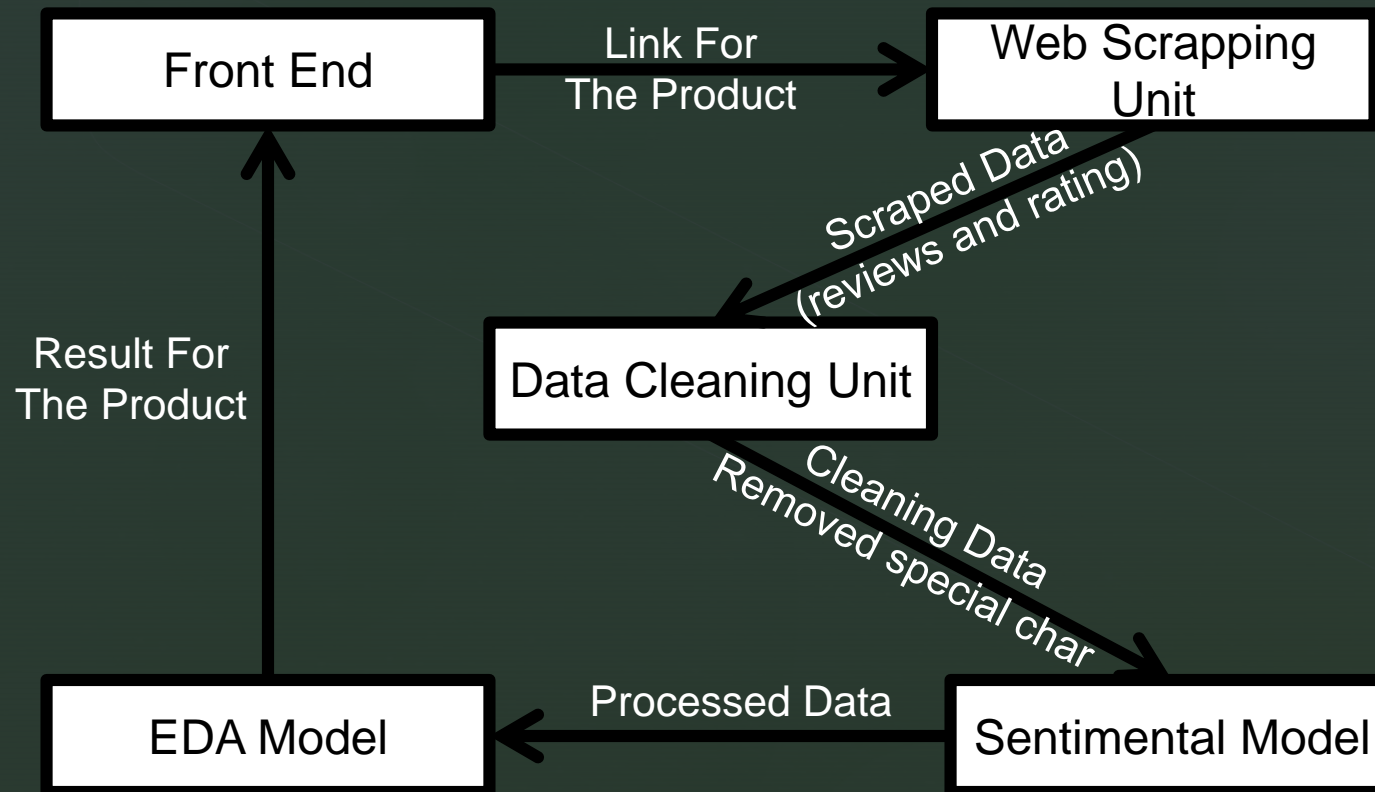 Front End
Link For
The Product
Web Scrapping
Unit
Scraped Data
(reviews and rating)
Result For
The Product
Data Cleaning Unit
Cleaning Data
Removed special char
EDA Model
Processed Data
Sentimental Model